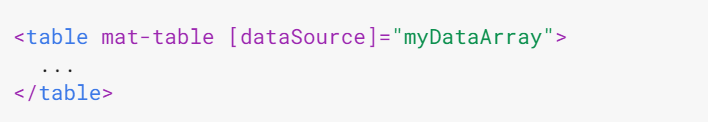 <table mat-table [dataSource]="myDataArray">
  ...
</table>